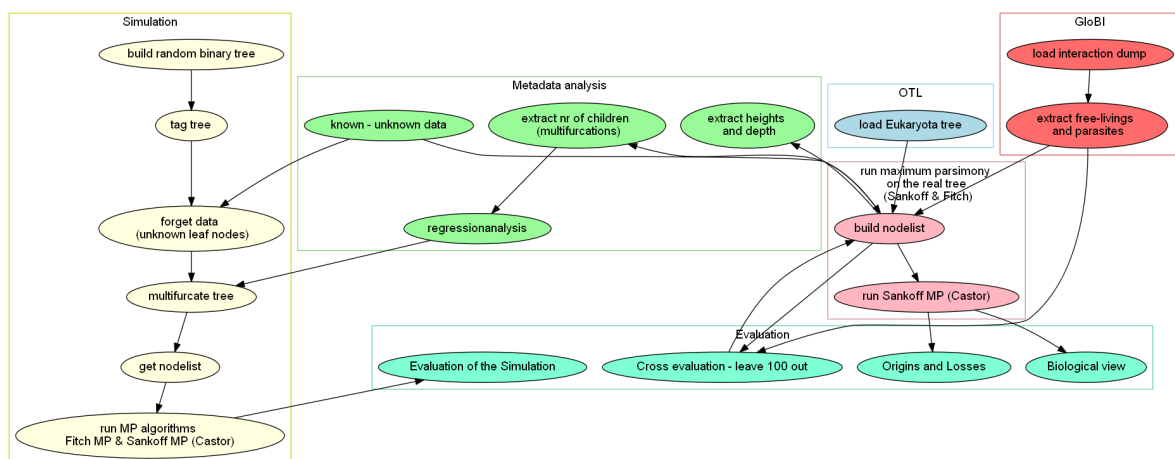 Simulation
build random binary tree
tag tree
forget data
(unknown leaf nodes)
multifurcate tree
get nodelist
run MP algorithms
Fitch MP & Sankoff MP (Castor)
Metadata analysis
known - unknown data
extract nr of children
(multifurcations)
extract heights
and depth
regressionanalysis
OTL
load Eukaryota tree
GloBI
load interaction dump
extract free-livings
and parasites
run maximum parsimony
on the real tree
(Sankoff & Fitch)
build nodelist
run Sankoff MP (Castor)
Evaluation
Evaluation of the Simulation
Cross evaluation - leave 100 out
Origins and Losses
Biological view